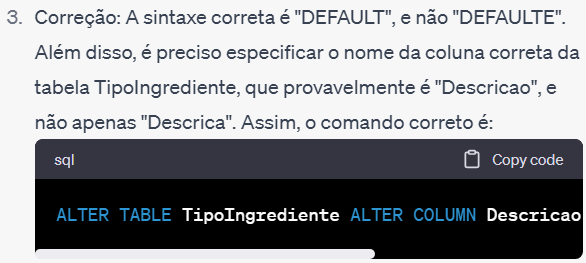 3. Correção: A sintaxe correta é "DEFAULT", e não "DEFAULTE".
Além disso, é preciso especificar o nome da coluna correta da
tabela TipoIngrediente, que provavelmente é "Descricao", e
não apenas "Descrica". Assim, o comando correto é:
sql Copy code
ALTER TABLE TipoIngrediente ALTER COLUMN Descricao